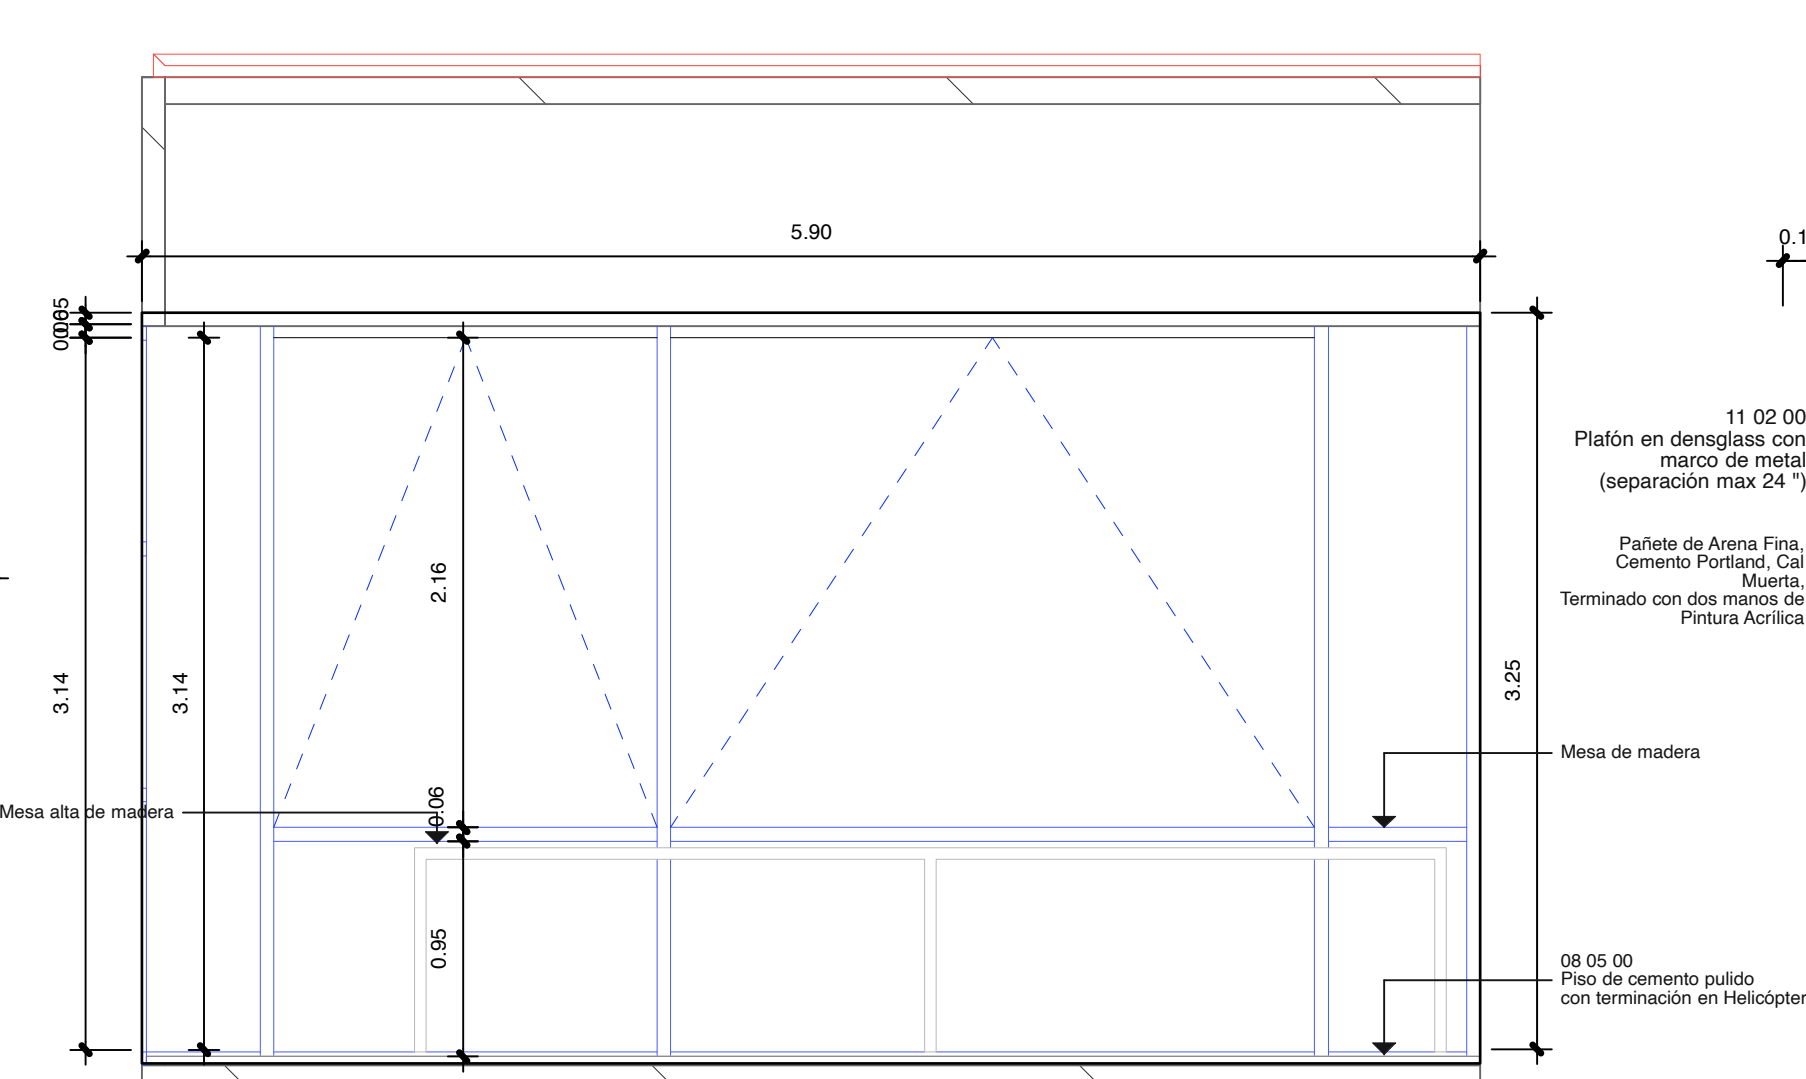 5.90
0.1
11 02 00
Plafón en densglass con
marco de metal
(separación max 24 ")
Pañete de Arena Fina,
Cemento Portland, Cal
Muerta,
Terminado con dos manos de
Pintura Acrílica
2.16
3.14
3.14
3.25
Mesa de madera
0.06
Mesa alta de madera
0.95
08 05 00
Piso de cemento pulido
con terminación en Helicópter